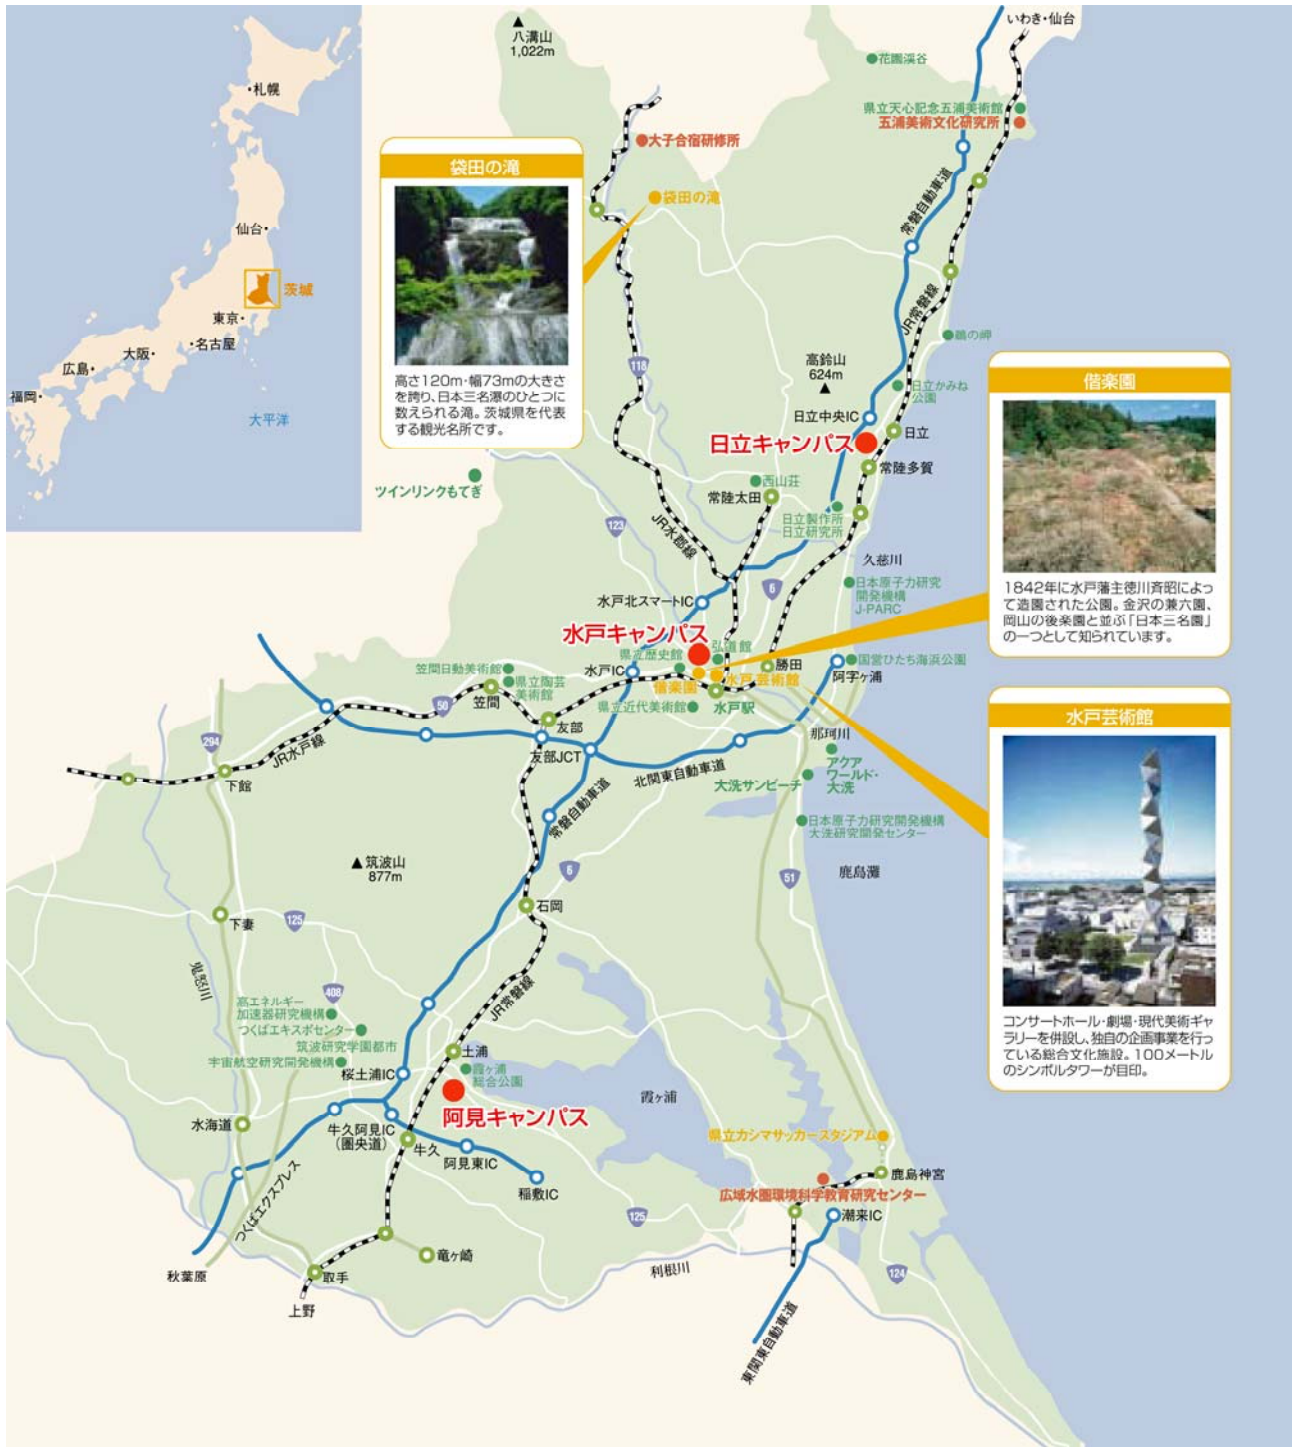 札幌
仙台
茨城
東京
名古屋
大阪
広島
福岡
大平洋
八溝山
1,022m
いわき・仙台
花園渓谷
県立天心記念五浦美術館
五浦美術文化研究所
大子合宿研修所
袋田の滝
袋田の滝
高さ120m・幅73mの大きさ
を誇り、日本三名瀑のひとつに
数えられる滝。茨城県を代表
する観光名所です。
常磐自動車道
JR常磐線
鵜の岬
118
高鈴山
624m
日立かみね
公園
日立中央IC
日立
日立キャンパス
常陸多賀
偕楽園
1842年に水戸藩主徳川斉昭によっ
て造園された公園。金沢の兼六園、
岡山の後楽園と並ぶ「日本三名園」
の一つとして知られています。
ツインリンクもてぎ
西山荘
常陸太田
日立製作所
日立研究所
123
JR水郡線
久慈川
6
日本原子力研究
開発機構
J-PARC
水戸北スマートIC
水戸キャンパス
弘道館
県立歴史館
水戸IC
勝田
国営ひたち海浜公園
阿字ヶ浦
笠間日動美術館
県立陶芸
美術館
笠間
偕楽園
水戸芸術館
県立近代美術館
水戸駅
50
友部
294
JR水戸線
下館
友部JCT
北関東自動車道
那珂川
アクア
ワールド・
大洗
大洗サンビーチ
水戸芸術館
コンサートホール・劇場・現代美術ギャ
ラリーを併設し、独自の企画事業を行っ
ている総合文化施設。100メートル
のシンボルタワーが目印。
常磐自動車道
日本原子力研究開発機構
大洗研究開発センター
筑波山
877m
6
51
鹿島灘
石岡
下妻
125
鬼怒川
408
高エネルギー
加速器研究機構
つくばエキスポセンター
筑波研究学園都市
宇宙航空研究開発機構
JR常磐線
土浦
桜土浦IC
霞ヶ浦
総合公園
阿見キャンパス
霞ヶ浦
水海道
牛久阿見IC
(圏央道)
牛久
阿見東IC
稲敷IC
県立カシマサッカースタジアム
鹿島神宮
広域水圏環境科学教育研究センター
潮来IC
125
つくばエクスプレス
秋葉原
竜ヶ崎
取手
上野
利根川
124
東関東自動車道